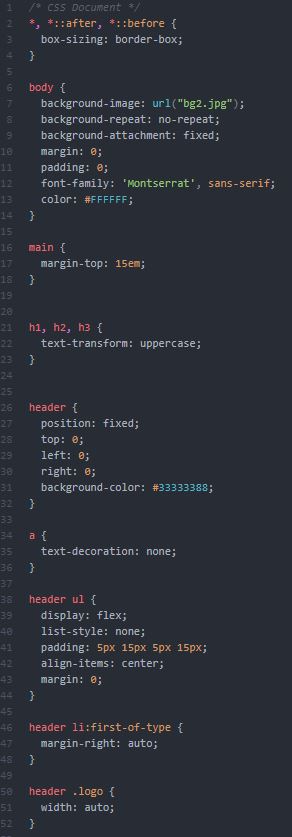 1 /* CSS Document */
2 *, *::after, *::before {
3 box-sizing: border-box;
4 }
5
6 body {
7 background-image: url("bg2.jpg");
8 background-repeat: no-repeat;
9 background-attachment: fixed;
10 margin: 0;
11 padding: 0;
12 font-family: 'Montserrat', sans-serif;
13 color: #FFFFFF;
14 }
15
16 main {
17 margin-top: 15em;
18 }
19
20
21 h1, h2, h3 {
22 text-transform: uppercase;
23 }
24
25
26 header {
27 position: fixed;
28 top: 0;
29 left: 0;
30 right: 0;
31 background-color: #33333388;
32 }
33
34 a {
35 text-decoration: none;
36 }
37
38 header ul {
39 display: flex;
40 list-style: none;
41 padding: 5px 15px 5px 15px;
42 align-items: center;
43 margin: 0;
44 }
45
46 header li:first-of-type {
47 margin-right: auto;
48 }
49
50 header .logo {
51 width: auto;
52 }